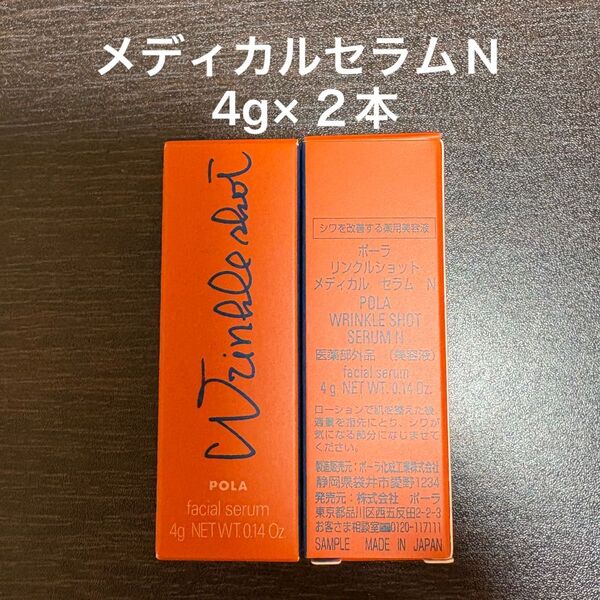 メディカルセラムN
4g×２本
Wrinkle shot
POLA
facial serum
4g NET WT. 0.14 Oz.
シワを改善する薬用美容液
ポーラ
リンクルショット
メディカル セラム N
POLA
WRINKLE SHOT
SERUM N
医薬部外品 〈美容液〉
facial serum
4 g NET WT. 0.14 Oz.
ローションで肌を整えた後、
適量を指先にとり、シワが
気になる部分になじませて
ください。
製造販売元：ポーラ化成工業株式会社
静岡県袋井市愛野1234
発売元：株式会社 ポーラ
東京都品川区西五反田2-2-3
お客さま相談室 0120-117111
SAMPLE MADE IN JAPAN